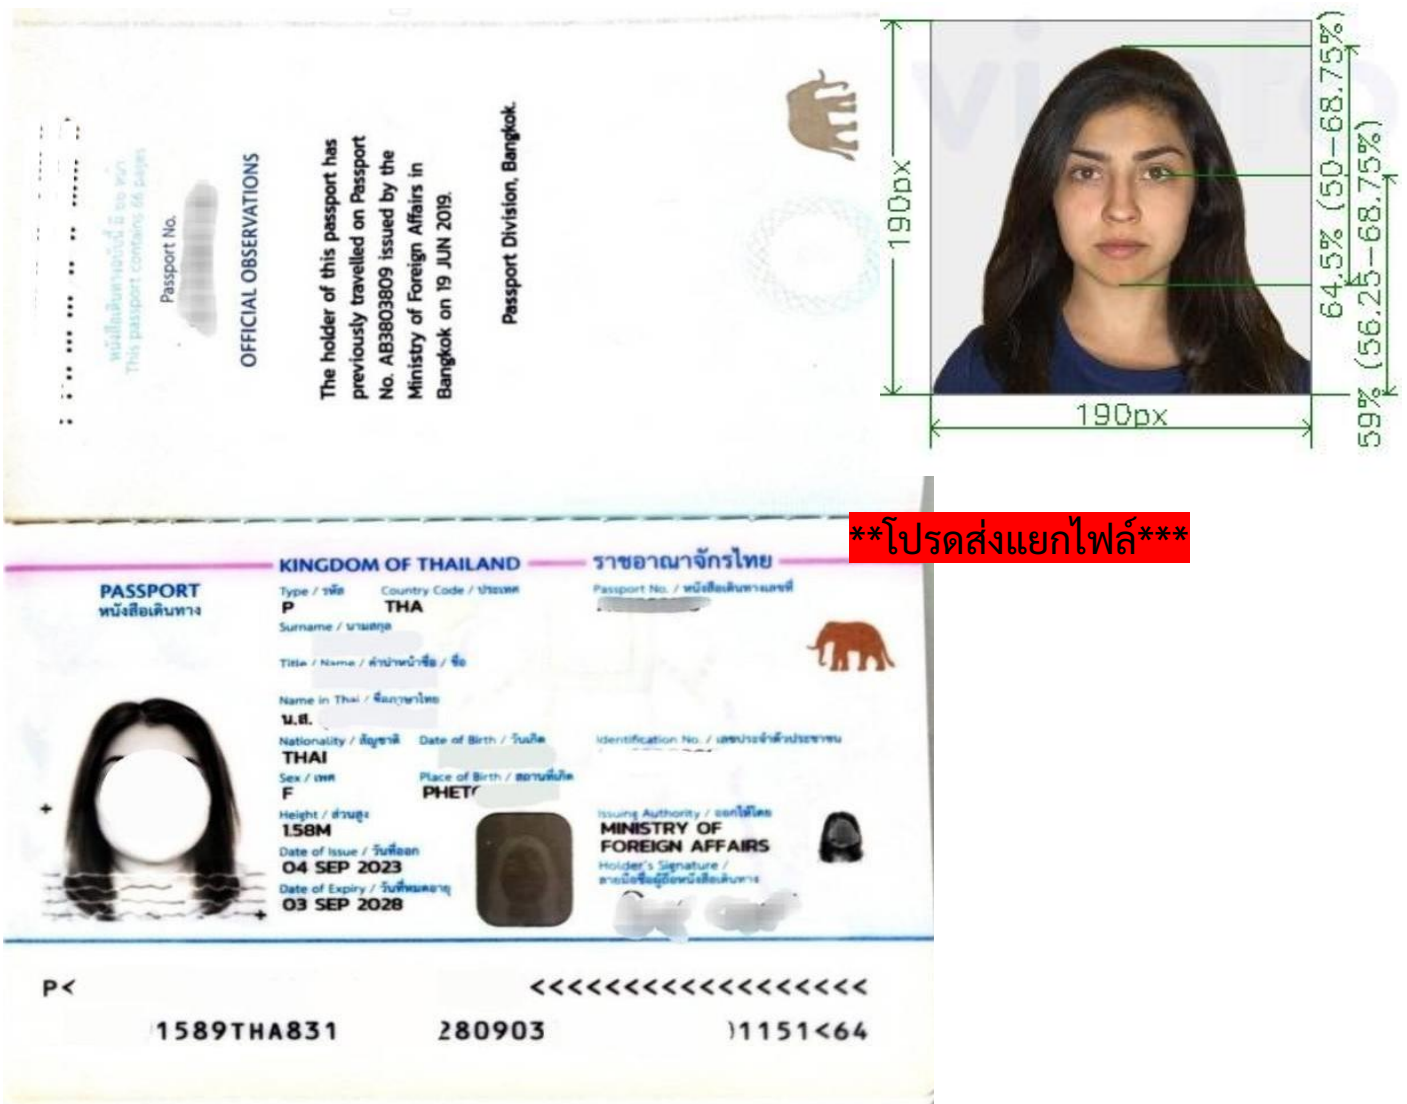 หนังสือเดินทางฉบับนี้ มี ๖๖ หน้า
This passport contains 66 pages
Passport No.
OFFICIAL OBSERVATIONS
The holder of this passport has
previously travelled on Passport
No. AB3803809 issued by the
Ministry of Foreign Affairs in
Bangkok on 19 JUN 2019.
Passport Division, Bangkok.
190px
190px
64.5% (50-68.75%)
59% (56.25-68.75%)
**โปรดส่งแยกไฟล์***
KINGDOM OF THAILAND ราชอาณาจักรไทย
PASSPORT
หนังสือเดินทาง
Type / รหัส Country Code / ประเทศ Passport No. / หนังสือเดินทางเลขที่
P THA
Surname / นามสกุล
Title / Name / คำนำหน้าชื่อ / ชื่อ
Name in Thai / ชื่อภาษาไทย
น.ส.
Nationality / สัญชาติ Date of Birth / วันเกิด Identification No. / เลขประจำตัวประชาชน
THAI
Sex / เพศ Place of Birth / สถานที่เกิด
F PHET
Height / ส่วนสูง Issuing Authority / ออกให้โดย
1.58M MINISTRY OF
FOREIGN AFFAIRS
Date of Issue / วันที่ออก Holder's Signature /
04 SEP 2023 ลายมือชื่อผู้ถือหนังสือเดินทาง
Date of Expiry / วันที่หมดอายุ
03 SEP 2028
P< <<<<<<<<<<<<<<<<<<
1589THA831 280903 1151<64